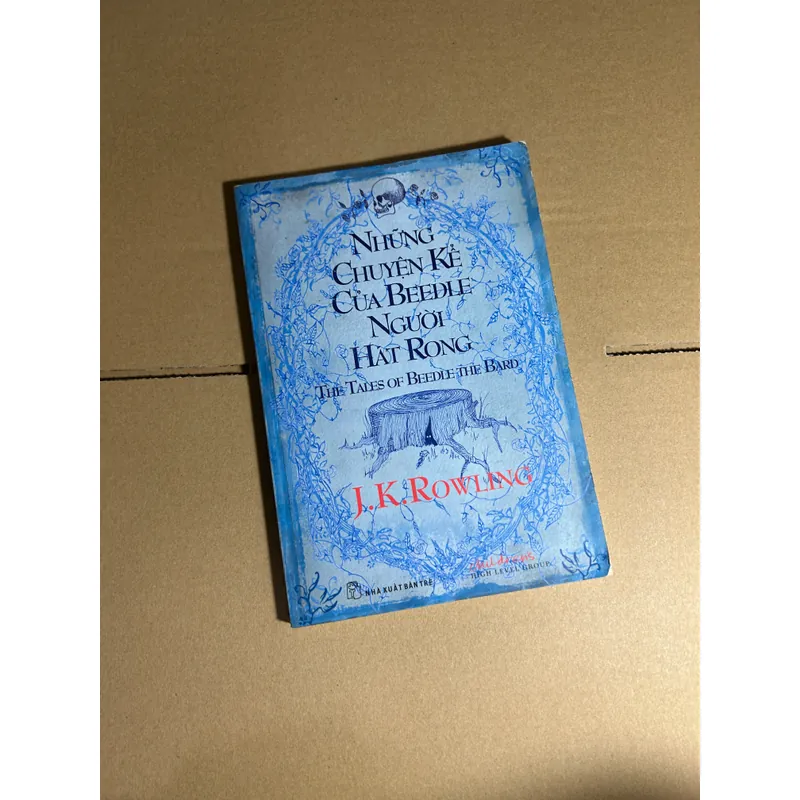 NHỮNG
CHUYỆN KỂ
CỦA BEEDLE
NGƯỜI
HÁT RONG
THE TALES OF BEEDLE THE BARD
J.K.ROWLING
NHÀ XUẤT BẢN TRẺ
HIGH LEVEL GROUP